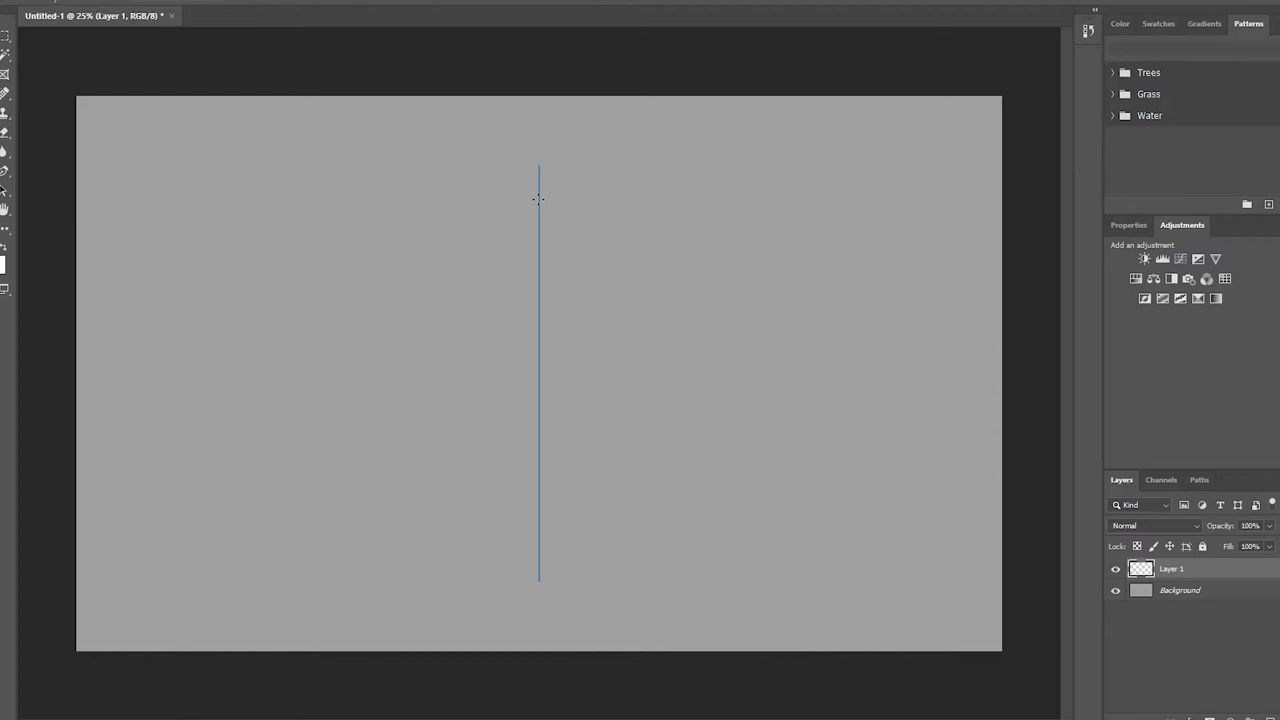 Untitled-1 @ 25% (Layer 1, RGB/8) *
Color Swatches Gradients Patterns
Trees
Grass
Water
Properties Adjustments
Add an adjustment
Layers Channels Paths
Kind
Normal Opacity: 100%
Lock: Fill: 100%
Layer 1
Background